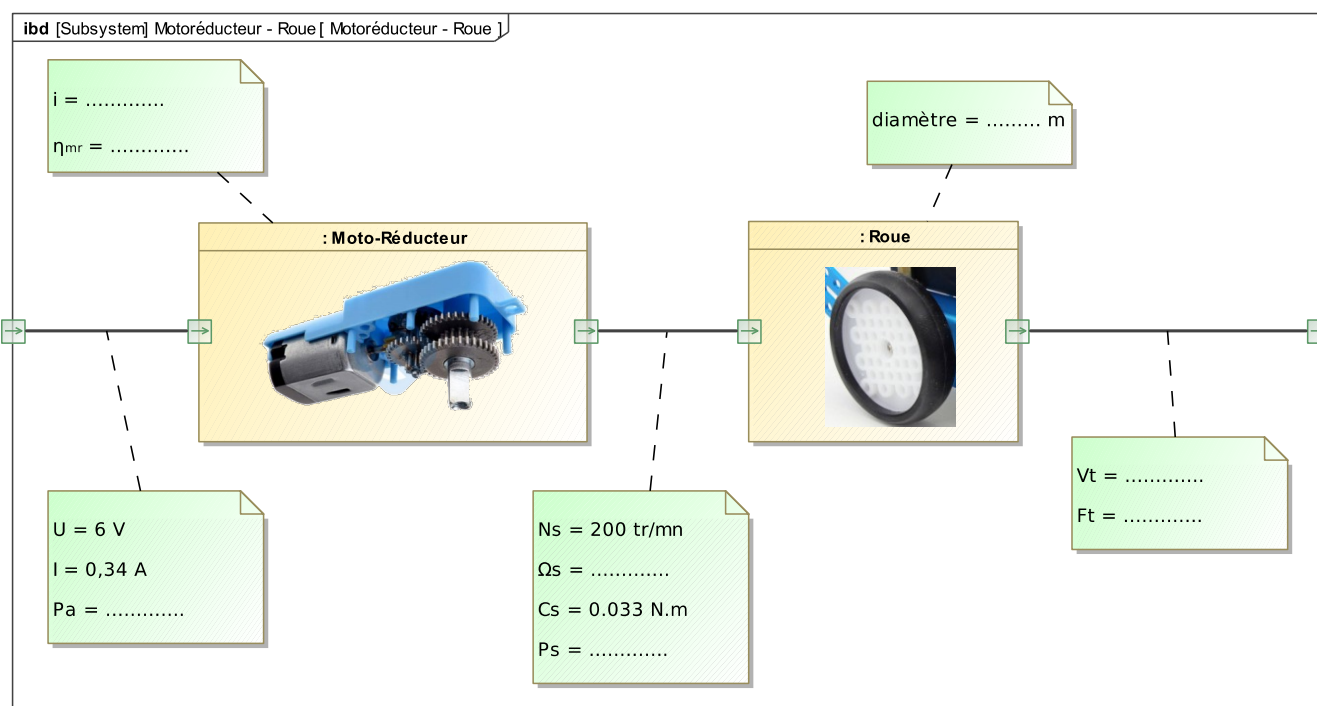 ibd [Subsystem] Motoréducteur - Roue [ Motoréducteur - Roue ]
i = .............
ηmr = .............
diamètre = ......... m
: Moto-Réducteur
: Roue
U = 6 V
I = 0,34 A
Pa = .............
Ns = 200 tr/mn
Ωs = .............
Cs = 0.033 N.m
Ps = .............
Vt = .............
Ft = .............